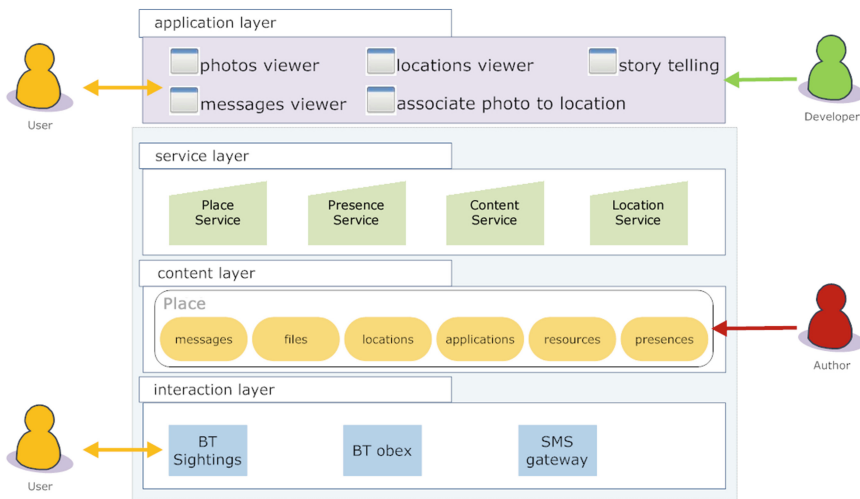 application layer
photos viewer
locations viewer
story telling
messages viewer
associate photo to location
User
Developer
service layer
Place
Service
Presence
Service
Content
Service
Location
Service
content layer
Place
messages
files
locations
applications
resources
presences
Author
interaction layer
BT
Sightings
BT obex
SMS
gateway
User